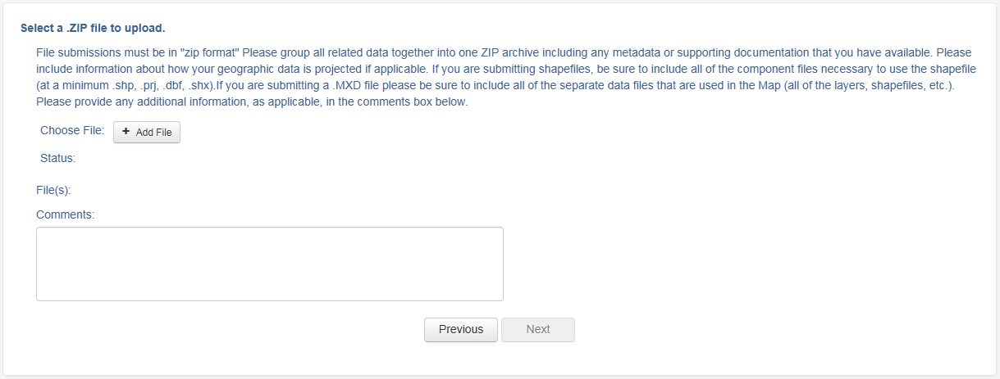 Select a .ZIP file to upload.
File submissions must be in "zip format" Please group all related data together into one ZIP archive including any metadata or supporting documentation that you have available. Please
include information about how your geographic data is projected if applicable. If you are submitting shapefiles, be sure to include all of the component files necessary to use the shapefile
(at a minimum .shp, .prj, .dbf, .shx).If you are submitting a .MXD file please be sure to include all of the separate data files that are used in the Map (all of the layers, shapefiles, etc.).
Please provide any additional information, as applicable, in the comments box below.
Choose File: + Add File
Status:
File(s):
Comments:
Previous Next